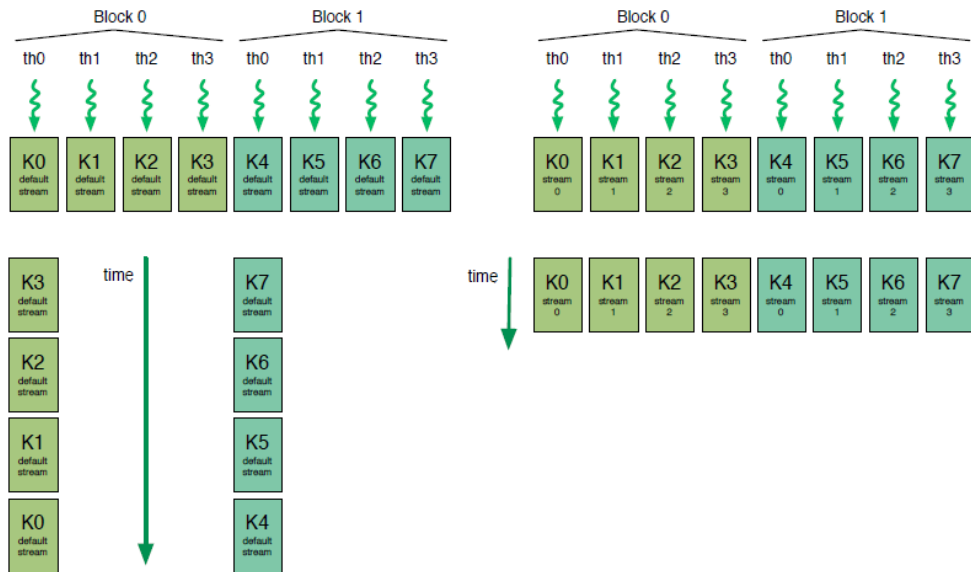 Block 0 Block 1
th0 th1 th2 th3 th0 th1 th2 th3
K0 K1 K2 K3 K4 K5 K6 K7
default default default default default default default default
stream stream stream stream stream stream stream stream
time
K3 K7
default default
stream stream
K2 K6
default default
stream stream
K1 K5
default default
stream stream
K0 K4
default default
stream stream
Block 0 Block 1
th0 th1 th2 th3 th0 th1 th2 th3
K0 K1 K2 K3 K4 K5 K6 K7
stream stream stream stream stream stream stream stream
0 1 2 3 0 1 2 3
time
K0 K1 K2 K3 K4 K5 K6 K7
stream stream stream stream stream stream stream stream
0 1 2 3 0 1 2 3